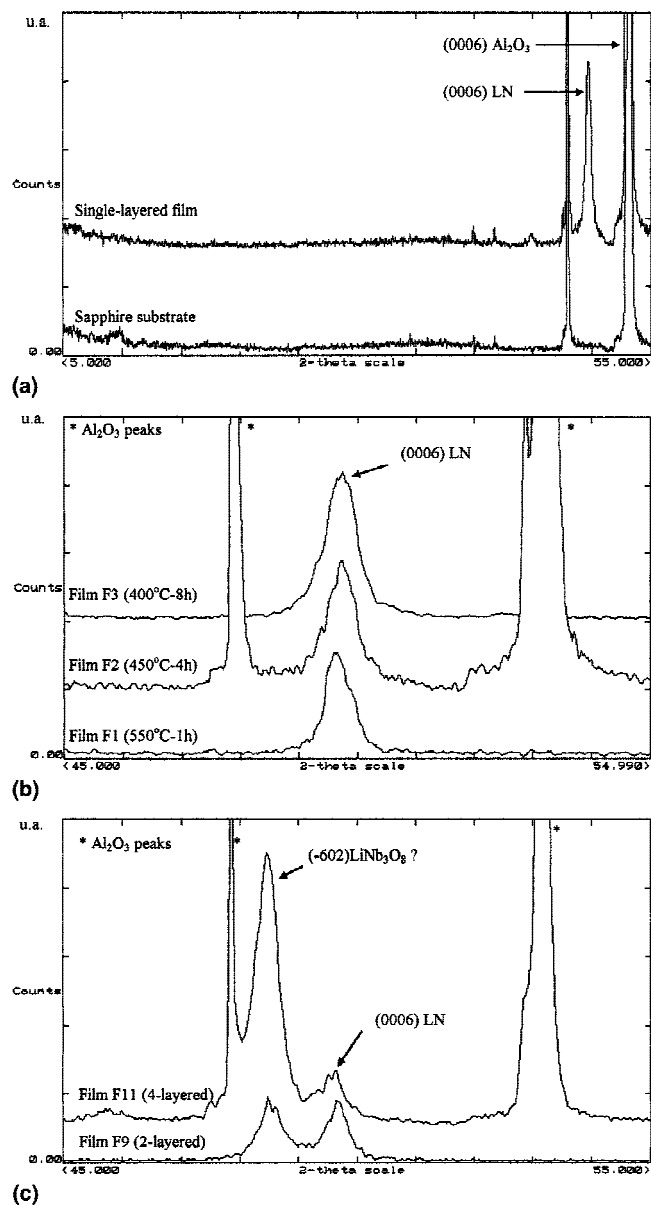 u.a.
(0006) Al₂O₃
(0006) LN
Counts
Single-layered film
Sapphire substrate
0.00
<5.000 2-theta scale 55.000>
(a)
u.a.
* Al₂O₃ peaks * *
(0006) LN
Counts
Film F3 (400°C-8h)
Film F2 (450°C-4h)
Film F1 (550°C-1h)
0.00
<45.000 2-theta scale 54.990>
(b)
u.a.
* Al₂O₃ peaks * *
(-602)LiNb₃O₈ ?
Counts
(0006) LN
Film F11 (4-layered)
Film F9 (2-layered)
0.00
<45.000 2-theta scale 55.000>
(c)